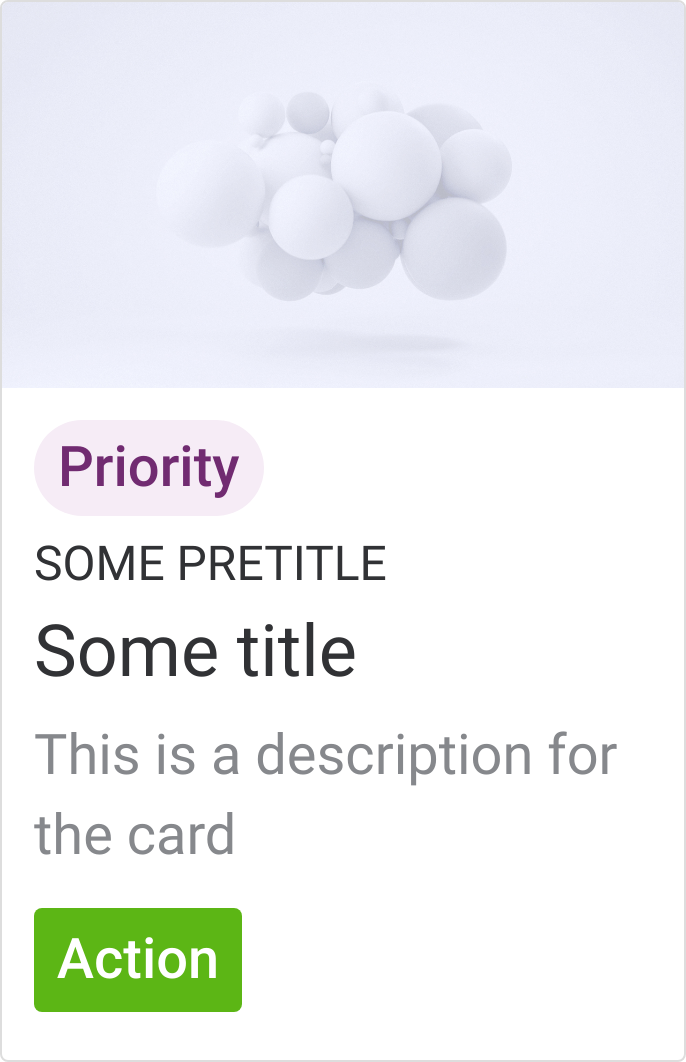 Priority
SOME PRETITLE
Some title
This is a description for
the card
Action